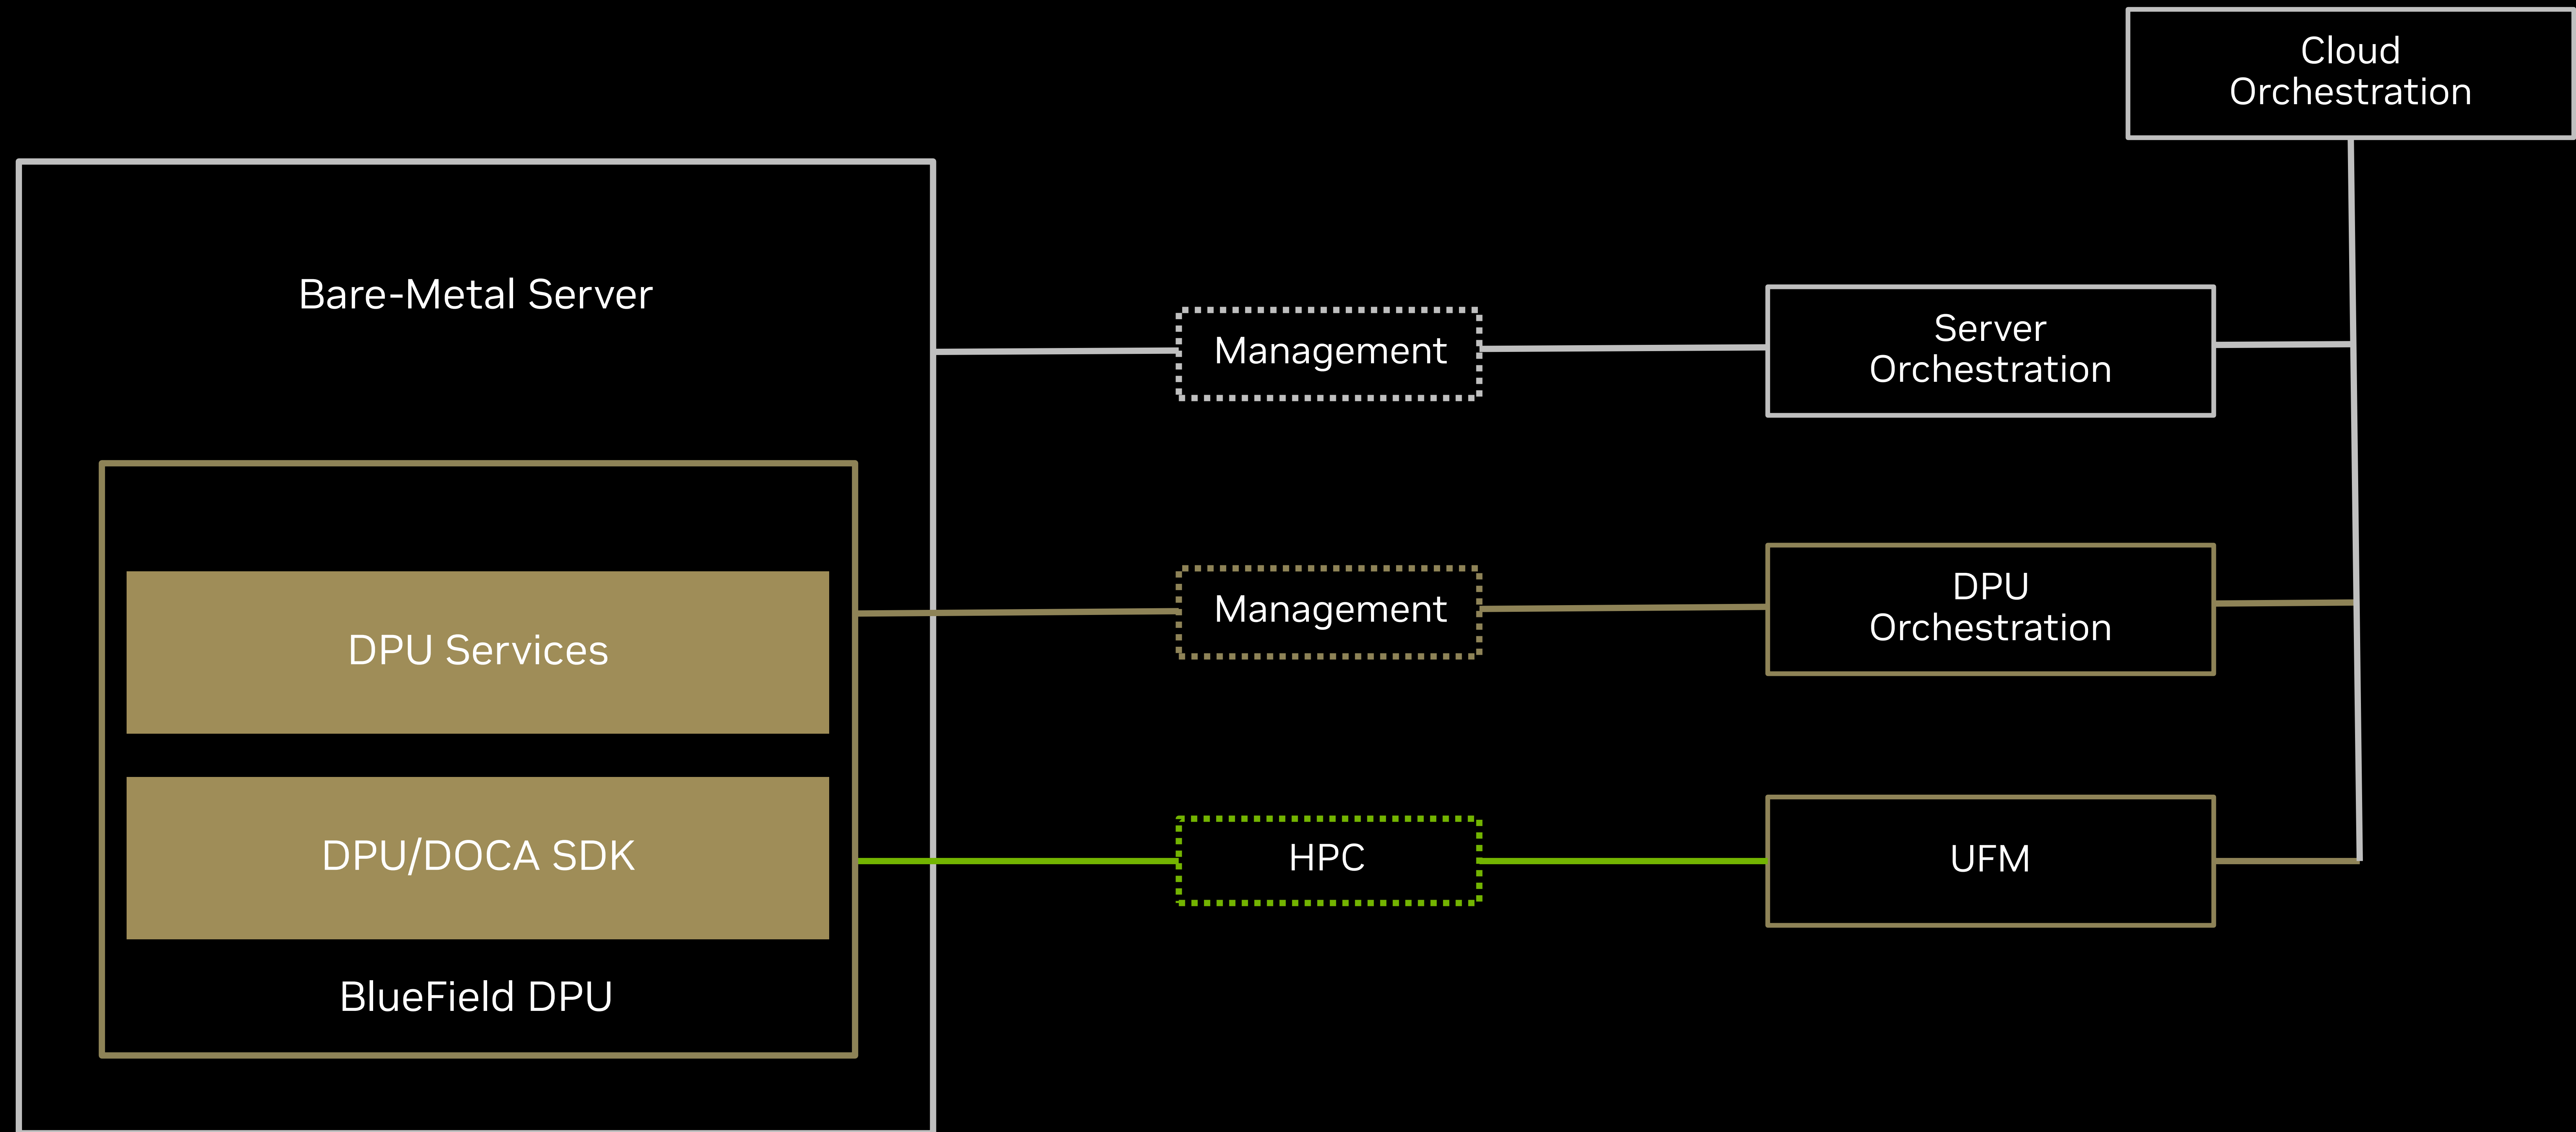 Cloud
Orchestration
Bare-Metal Server
Management
Server
Orchestration
DPU Services
Management
DPU
Orchestration
DPU/DOCA SDK
HPC
UFM
BlueField DPU